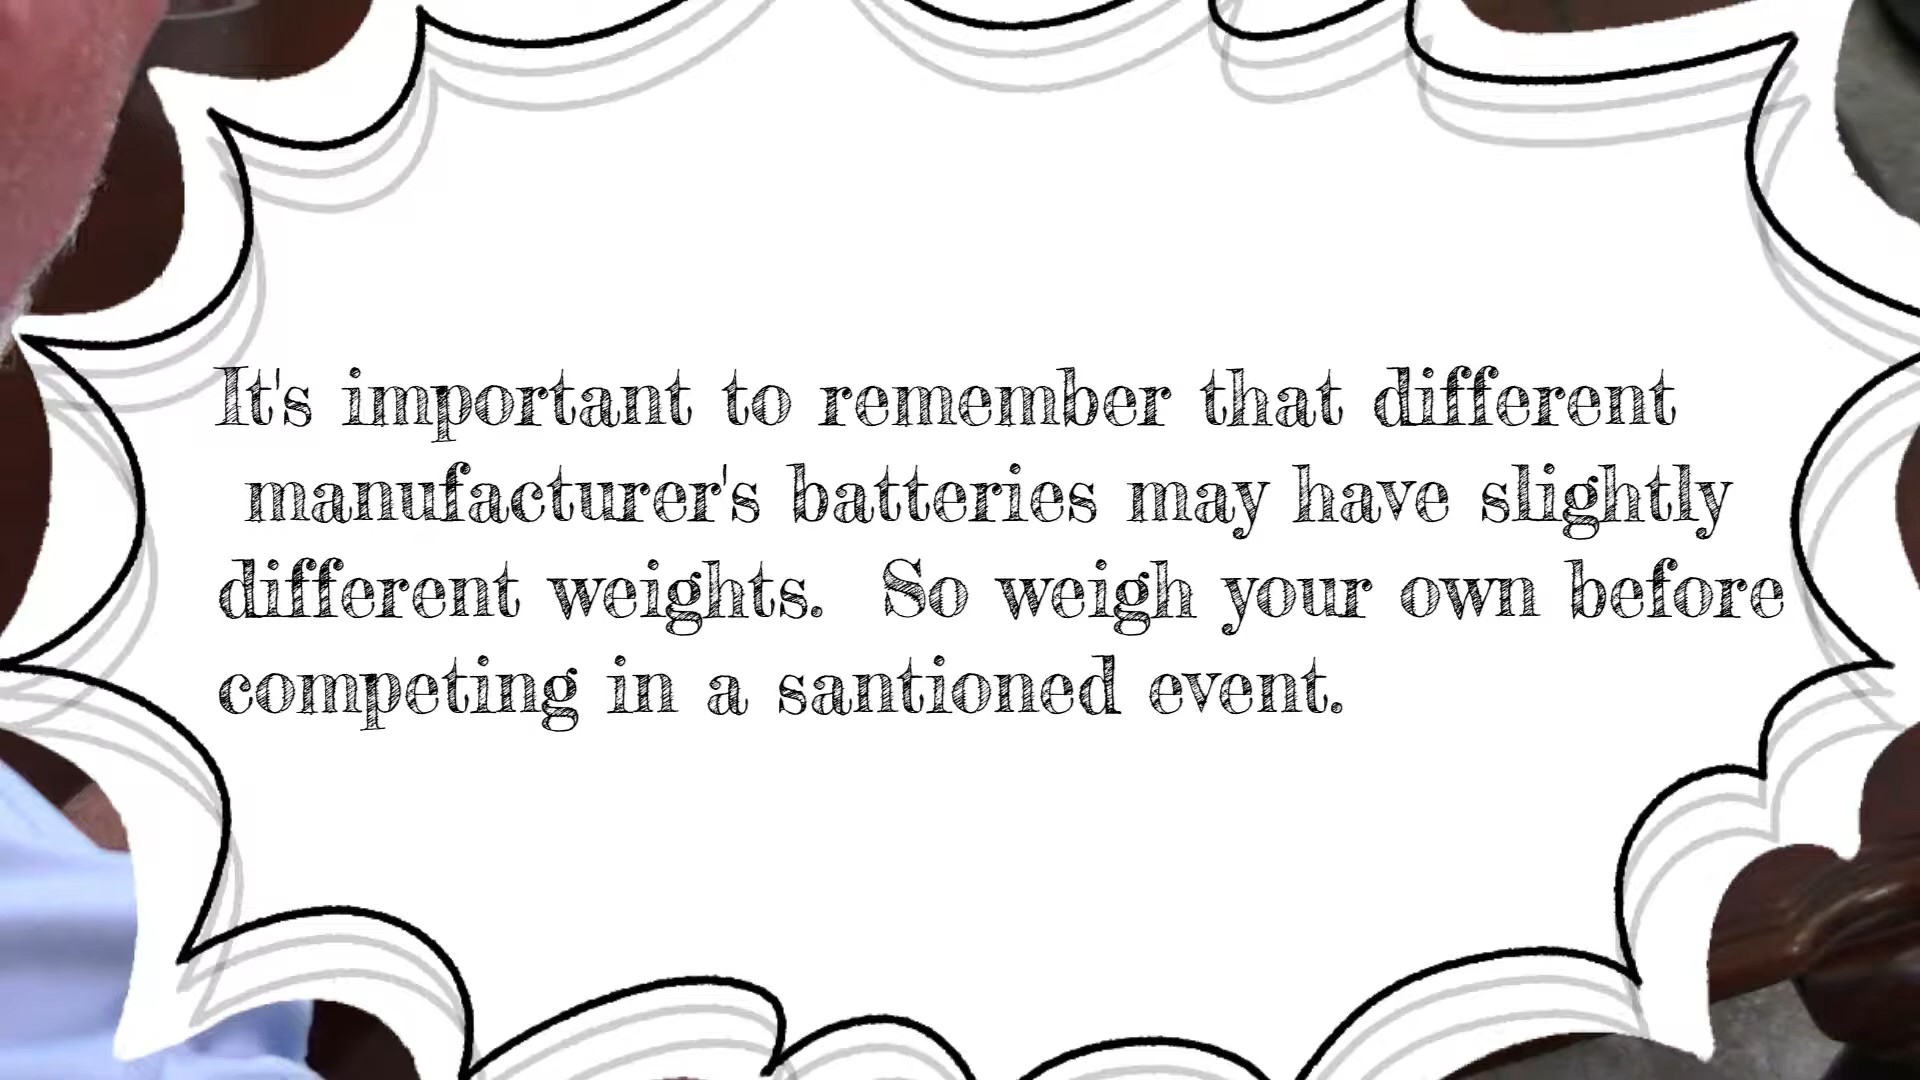 It's important to remember that different
manufacturer's batteries may have slightly
different weights.  So weigh your own before
competing in a santioned event.